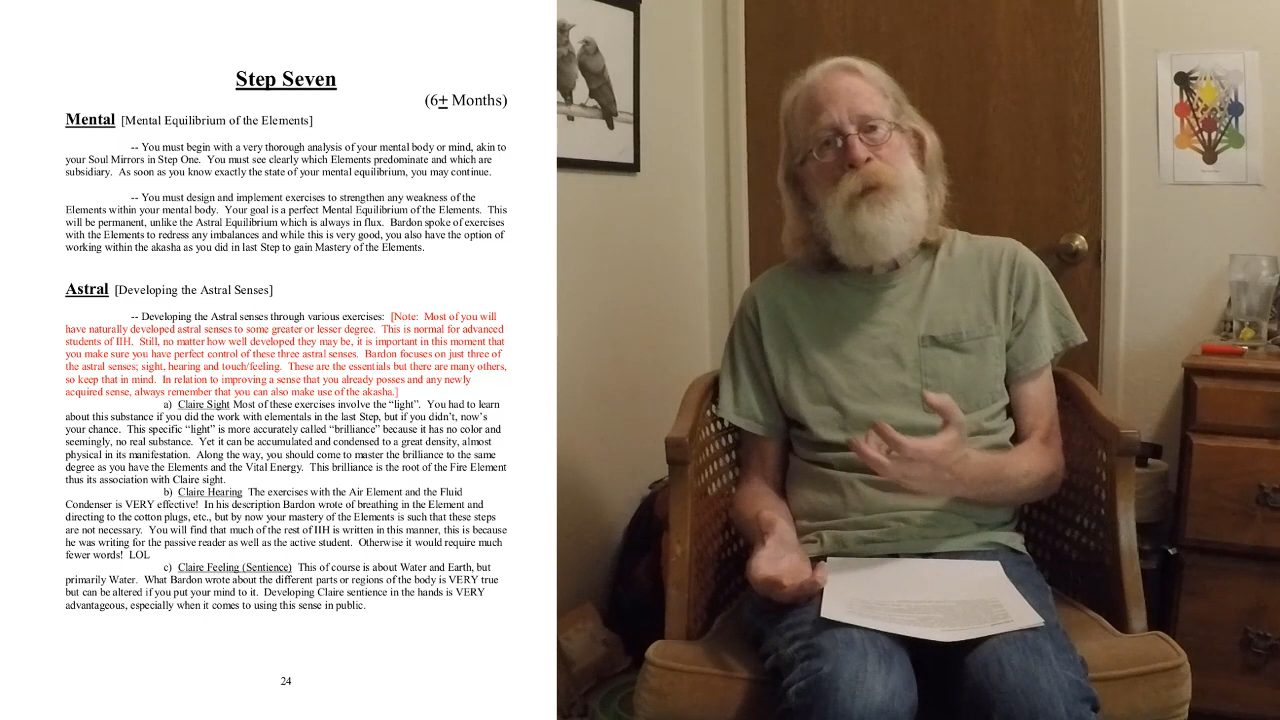 Step Seven
(6± Months)
Mental [Mental Equilibrium of the Elements]
-- You must begin with a very thorough analysis of your mental body or mind, akin to
your Soul Mirrors in Step One. You must see clearly which Elements predominate and which are
subsidiary. As soon as you know exactly the state of your mental equilibrium, you may continue.
-- You must design and implement exercises to strengthen any weakness of the
Elements within your mental body. Your goal is a perfect Mental Equilibrium of the Elements. This
will be permanent, unlike the Astral Equilibrium which is always in flux. Bardon spoke of exercises
with the Elements to redress any imbalances and while this is very good, you also have the option of
working within the akasha as you did in last Step to gain Mastery of the Elements.
Astral [Developing the Astral Senses]
-- Developing the Astral senses through various exercises: [Note: Most of you will
have naturally developed astral senses to some greater or lesser degree. This is normal for advanced
students of IIH. Still, no matter how well developed they may be, it is important in this moment that
you make sure you have perfect control of these three astral senses. Bardon focuses on just three of
the astral senses; sight, hearing and touch/feeling. These are the essentials but there are many others,
so keep that in mind. In relation to improving a sense that you already posses and any newly
acquired sense, always remember that you can also make use of the akasha.]
a) Claire Sight Most of these exercises involve the “light”. You had to learn
about this substance if you did the work with elementals in the last Step, but if you didn’t, now’s
your chance. This specific “light” is more accurately called “brilliance” because it has no color and
seemingly, no real substance. Yet it can be accumulated and condensed to a great density, almost
physical in its manifestation. Along the way, you should come to master the brilliance to the same
degree as you have the Elements and the Vital Energy. This brilliance is the root of the Fire Element
thus its association with Claire sight.
b) Claire Hearing The exercises with the Air Element and the Fluid
Condenser is VERY effective! In his description Bardon wrote of breathing in the Element and
directing to the cotton plugs, etc., but by now your mastery of the Elements is such that these steps
are not necessary. You will find that much of the rest of IIH is written in this manner, this is because
he was writing for the passive reader as well as the active student. Otherwise it would require much
fewer words! LOL
c) Claire Feeling (Sentience) This of course is about Water and Earth, but
primarily Water. What Bardon wrote about the different parts or regions of the body is VERY true
but can be altered if you put your mind to it. Developing Claire sentience in the hands is VERY
advantageous, especially when it comes to using this sense in public.
24